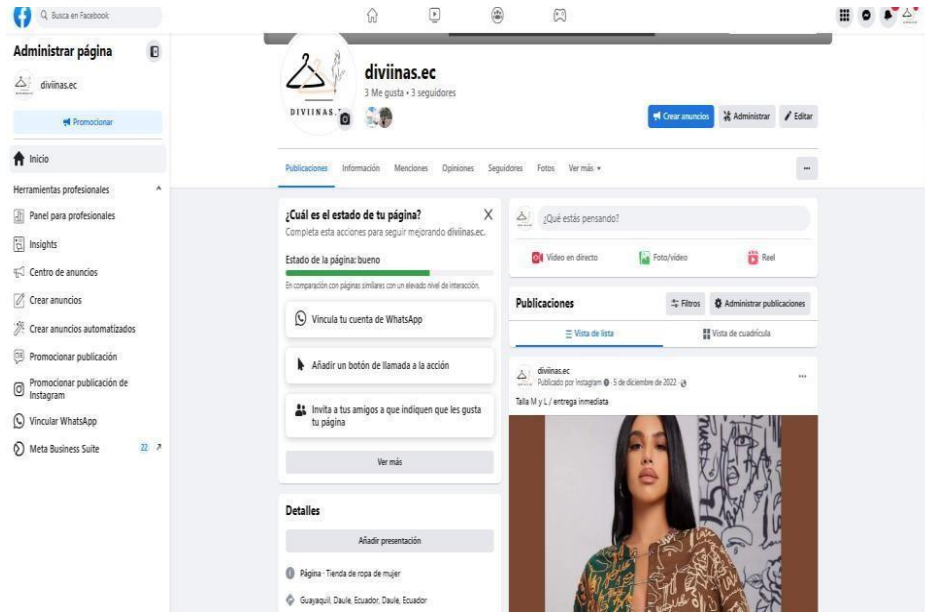 Busca en Facebook
Administrar página
diviinas.ec
Promocionar
Inicio
Herramientas profesionales
Panel para profesionales
Insights
Centro de anuncios
Crear anuncios
Crear anuncios automatizados
Promocionar publicación
Promocionar publicación de
Instagram
Vincular WhatsApp
Meta Business Suite 22
DIVIINAS.
diviinas.ec
3 Me gusta • 3 seguidores
Crear anuncios Administrar Editar
Publicaciones Información Menciones Opiniones Seguidores Fotos Ver más
¿Cuál es el estado de tu página?
Completa esta acciones para seguir mejorando diviinas.ec.
Estado de la página: bueno
En comparación con páginas similares con un elevado nivel de interacción.
Vincula tu cuenta de WhatsApp
Añadir un botón de llamada a la acción
Invita a tus amigos a que indiquen que les gusta
tu página
Ver más
Detalles
Añadir presentación
Página · Tienda de ropa de mujer
Guayaquil, Daule, Ecuador, Daule, Ecuador
¿Qué estás pensando?
Vídeo en directo Foto/vídeo Reel
Publicaciones Filtros Administrar publicaciones
Vista de lista Vista de cuadrícula
diviinas.ec
Publicado por Instagram · 5 de diciembre de 2022 ·
Talla M y L / entrega inmediata